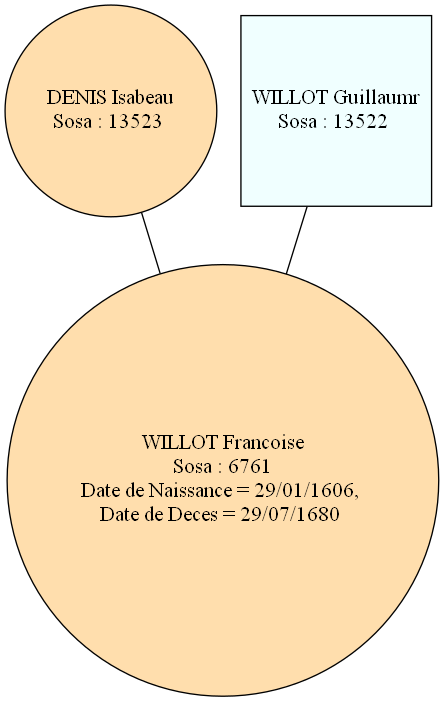 DENIS Isabeau
Sosa : 13523
WILLOT Guillaumr
Sosa : 13522
WILLOT Francoise
Sosa : 6761
Date de Naissance = 29/01/1606,
Date de Deces = 29/07/1680